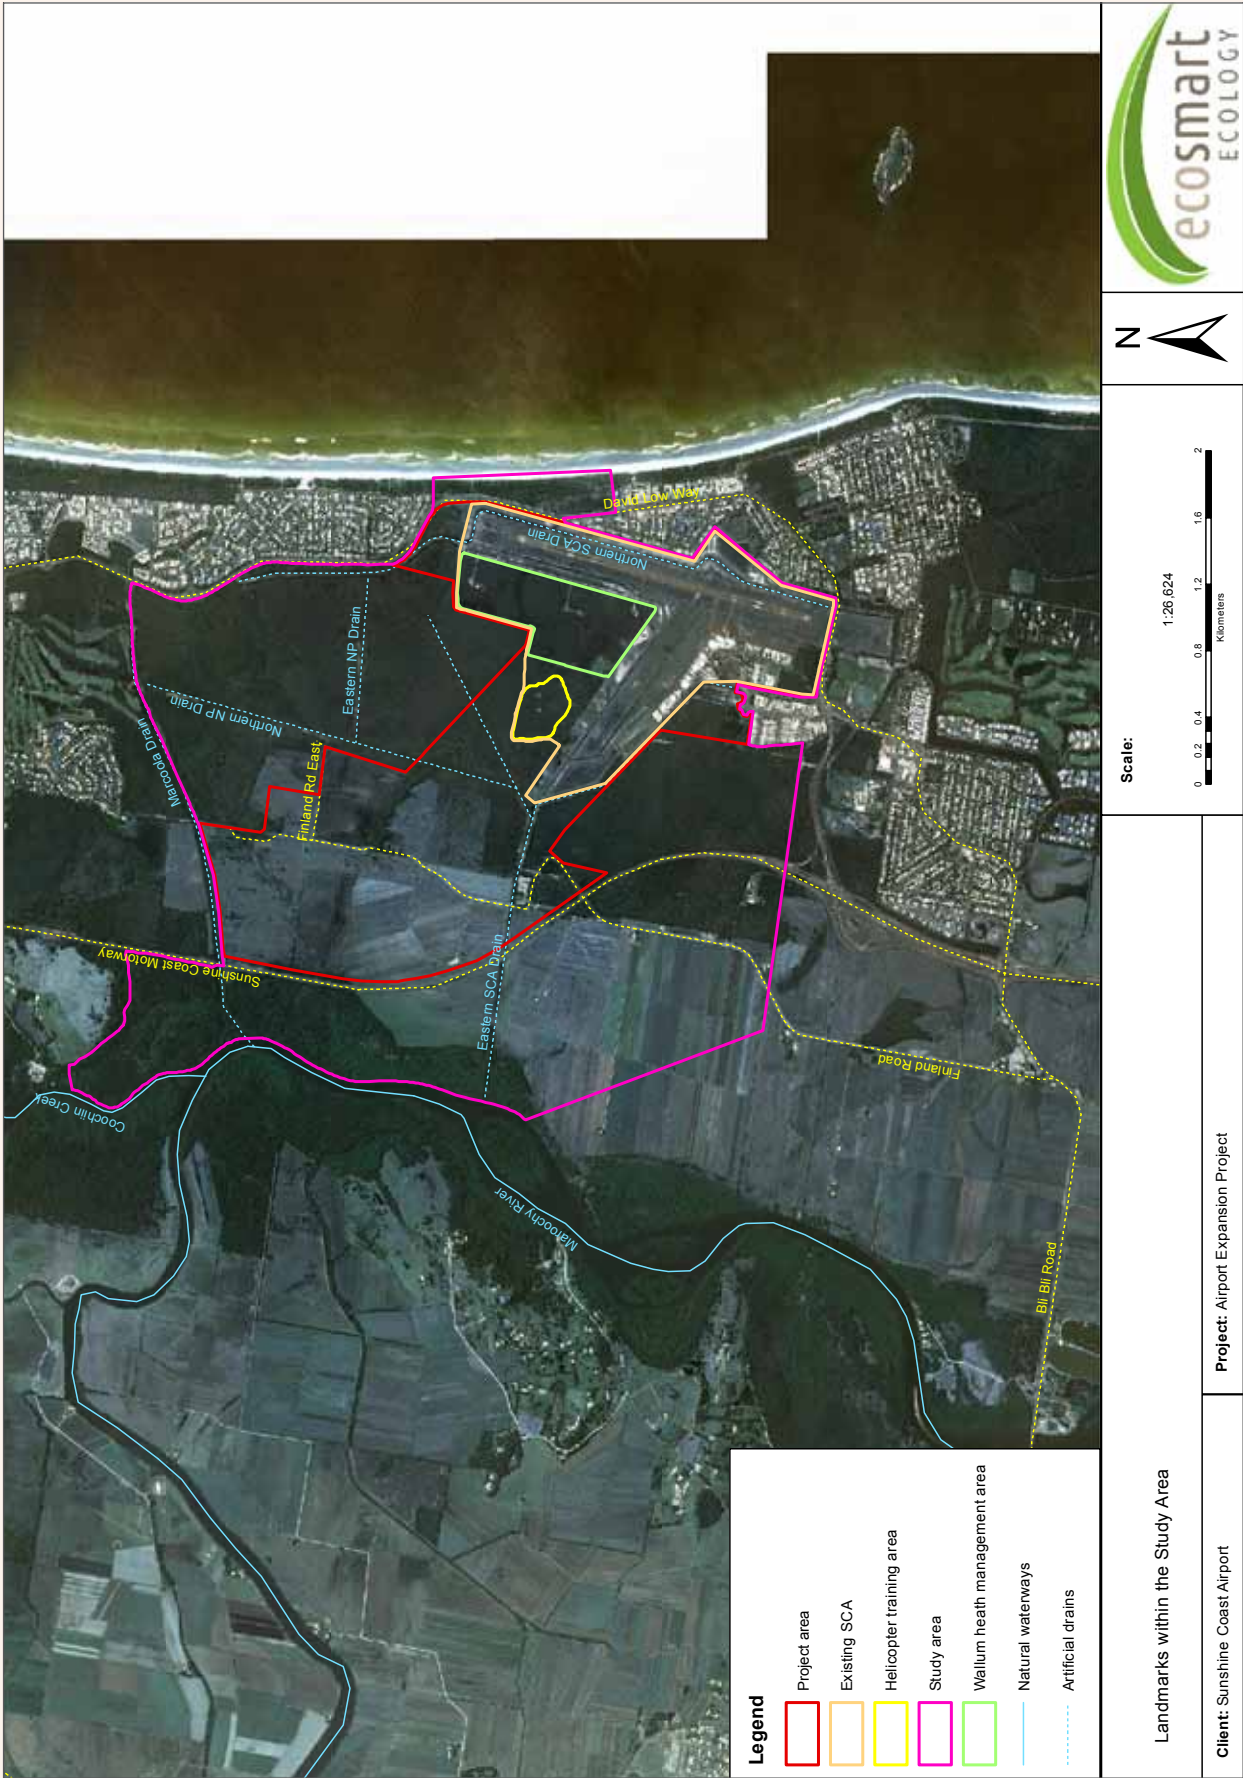 ecosmart
ECOLOGY
N
Scale:
1:26,624
0 0.2 0.4 0.8 1.2 1.6 2
Kilometers
Landmarks within the Study Area
Project: Airport Expansion Project
Client: Sunshine Coast Airport
Legend
Project area
Existing SCA
Helicopter training area
Study area
Wallum heath management area
Natural waterways
Artificial drains
Coochin Creek
Maroochy River
Sunshine Coast Motorway
Marcoola Drain
Northern NP Drain
Eastern NP Drain
Finland Rd East
Eastern SCA Drain
Northern SCA Drain
David Low Way
Finland Road
Bli Bli Road